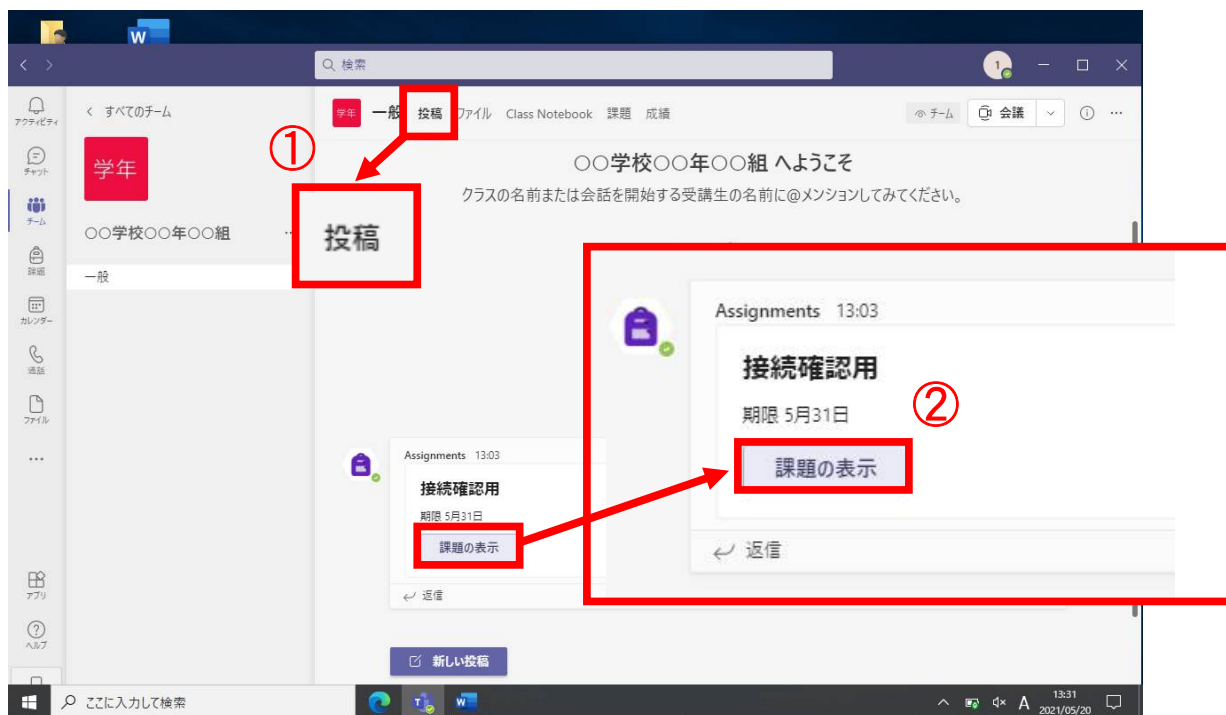 W
検索
1
アクティビティ
チャット
チーム
課題
カレンダー
通話
ファイル
…
アプリ
ヘルプ
すべてのチーム
学年
○○学校○○年○○組 …
一般
学年 一般 投稿 ファイル Class Notebook 課題 成績
チーム 会議 …
①
投稿
○○学校○○年○○組 へようこそ
クラスの名前または会話を開始する受講生の名前に@メンションしてみてください。
Assignments 13:03
接続確認用
期限 5月31日
課題の表示
返信
②
Assignments 13:03
接続確認用
期限 5月31日
課題の表示
返信
新しい投稿
ここに入力して検索
W
A
13:31
2021/05/20